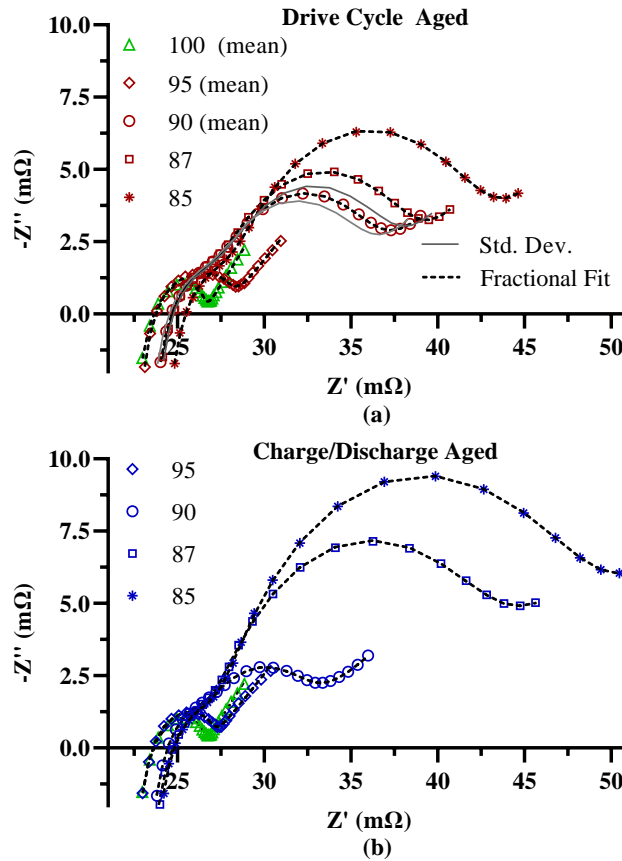 Drive Cycle Aged
10.0
7.5
5.0
2.5
0.0
-Z'' (mΩ)
100 (mean)
95 (mean)
90 (mean)
87
85
Std. Dev.
Fractional Fit
25
30
35
40
45
50
Z' (mΩ)
(a)
Charge/Discharge Aged
10.0
7.5
5.0
2.5
0.0
-Z'' (mΩ)
95
90
87
85
25
30
35
40
45
50
Z' (mΩ)
(b)